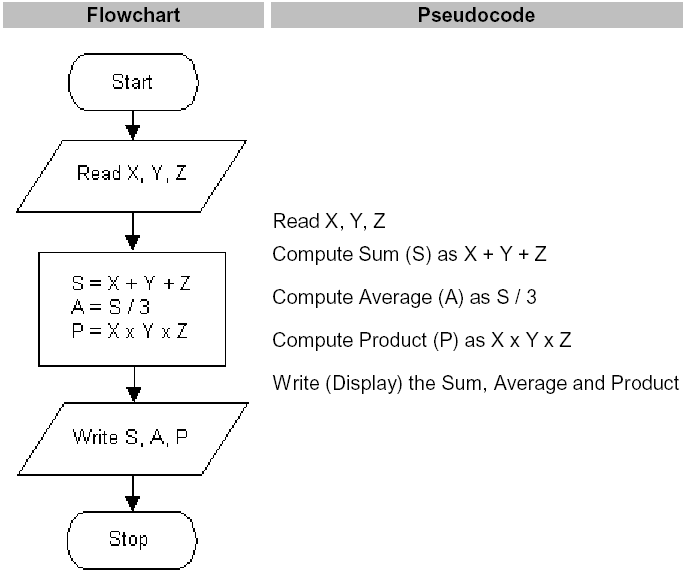 Flowchart
Pseudocode
Start
Read X, Y, Z
S = X + Y + Z
A = S / 3
P = X x Y x Z
Write S, A, P
Stop
Read X, Y, Z
Compute Sum (S) as X + Y + Z
Compute Average (A) as S / 3
Compute Product (P) as X x Y x Z
Write (Display) the Sum, Average and Product